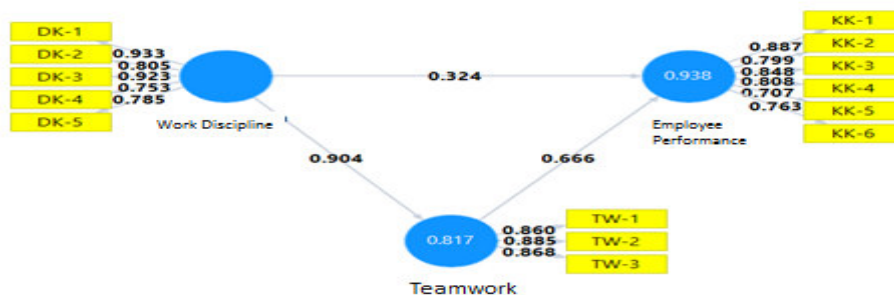 DK-1
DK-2
DK-3
DK-4
DK-5
0.933
0.805
0.923
0.753
0.785
Work Discipline
0.324
0.904
0.666
0.938
Employee
Performance
0.887
0.799
0.848
0.808
0.707
0.763
KK-1
KK-2
KK-3
KK-4
KK-5
KK-6
0.817
Teamwork
0.860
0.885
0.868
TW-1
TW-2
TW-3